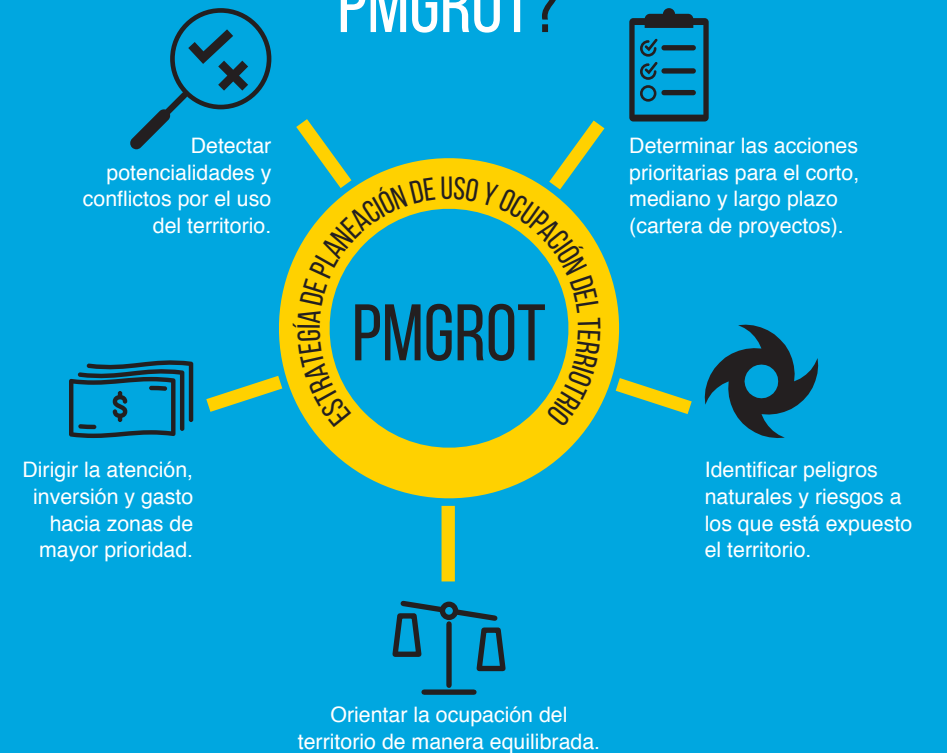 PMGROT?
Detectar
potencialidades y
conflictos por el uso
del territorio.
Determinar las acciones
prioritarias para el corto,
mediano y largo plazo
(cartera de proyectos).
ESTRATEGÍA DE PLANEACIÓN DE USO Y OCUPACIÓN DEL TERRIOTRIO
PMGROT
$
Dirigir la atención,
inversión y gasto
hacia zonas de
mayor prioridad.
Identificar peligros
naturales y riesgos a
los que está expuesto
el territorio.
Orientar la ocupación del
territorio de manera equilibrada.